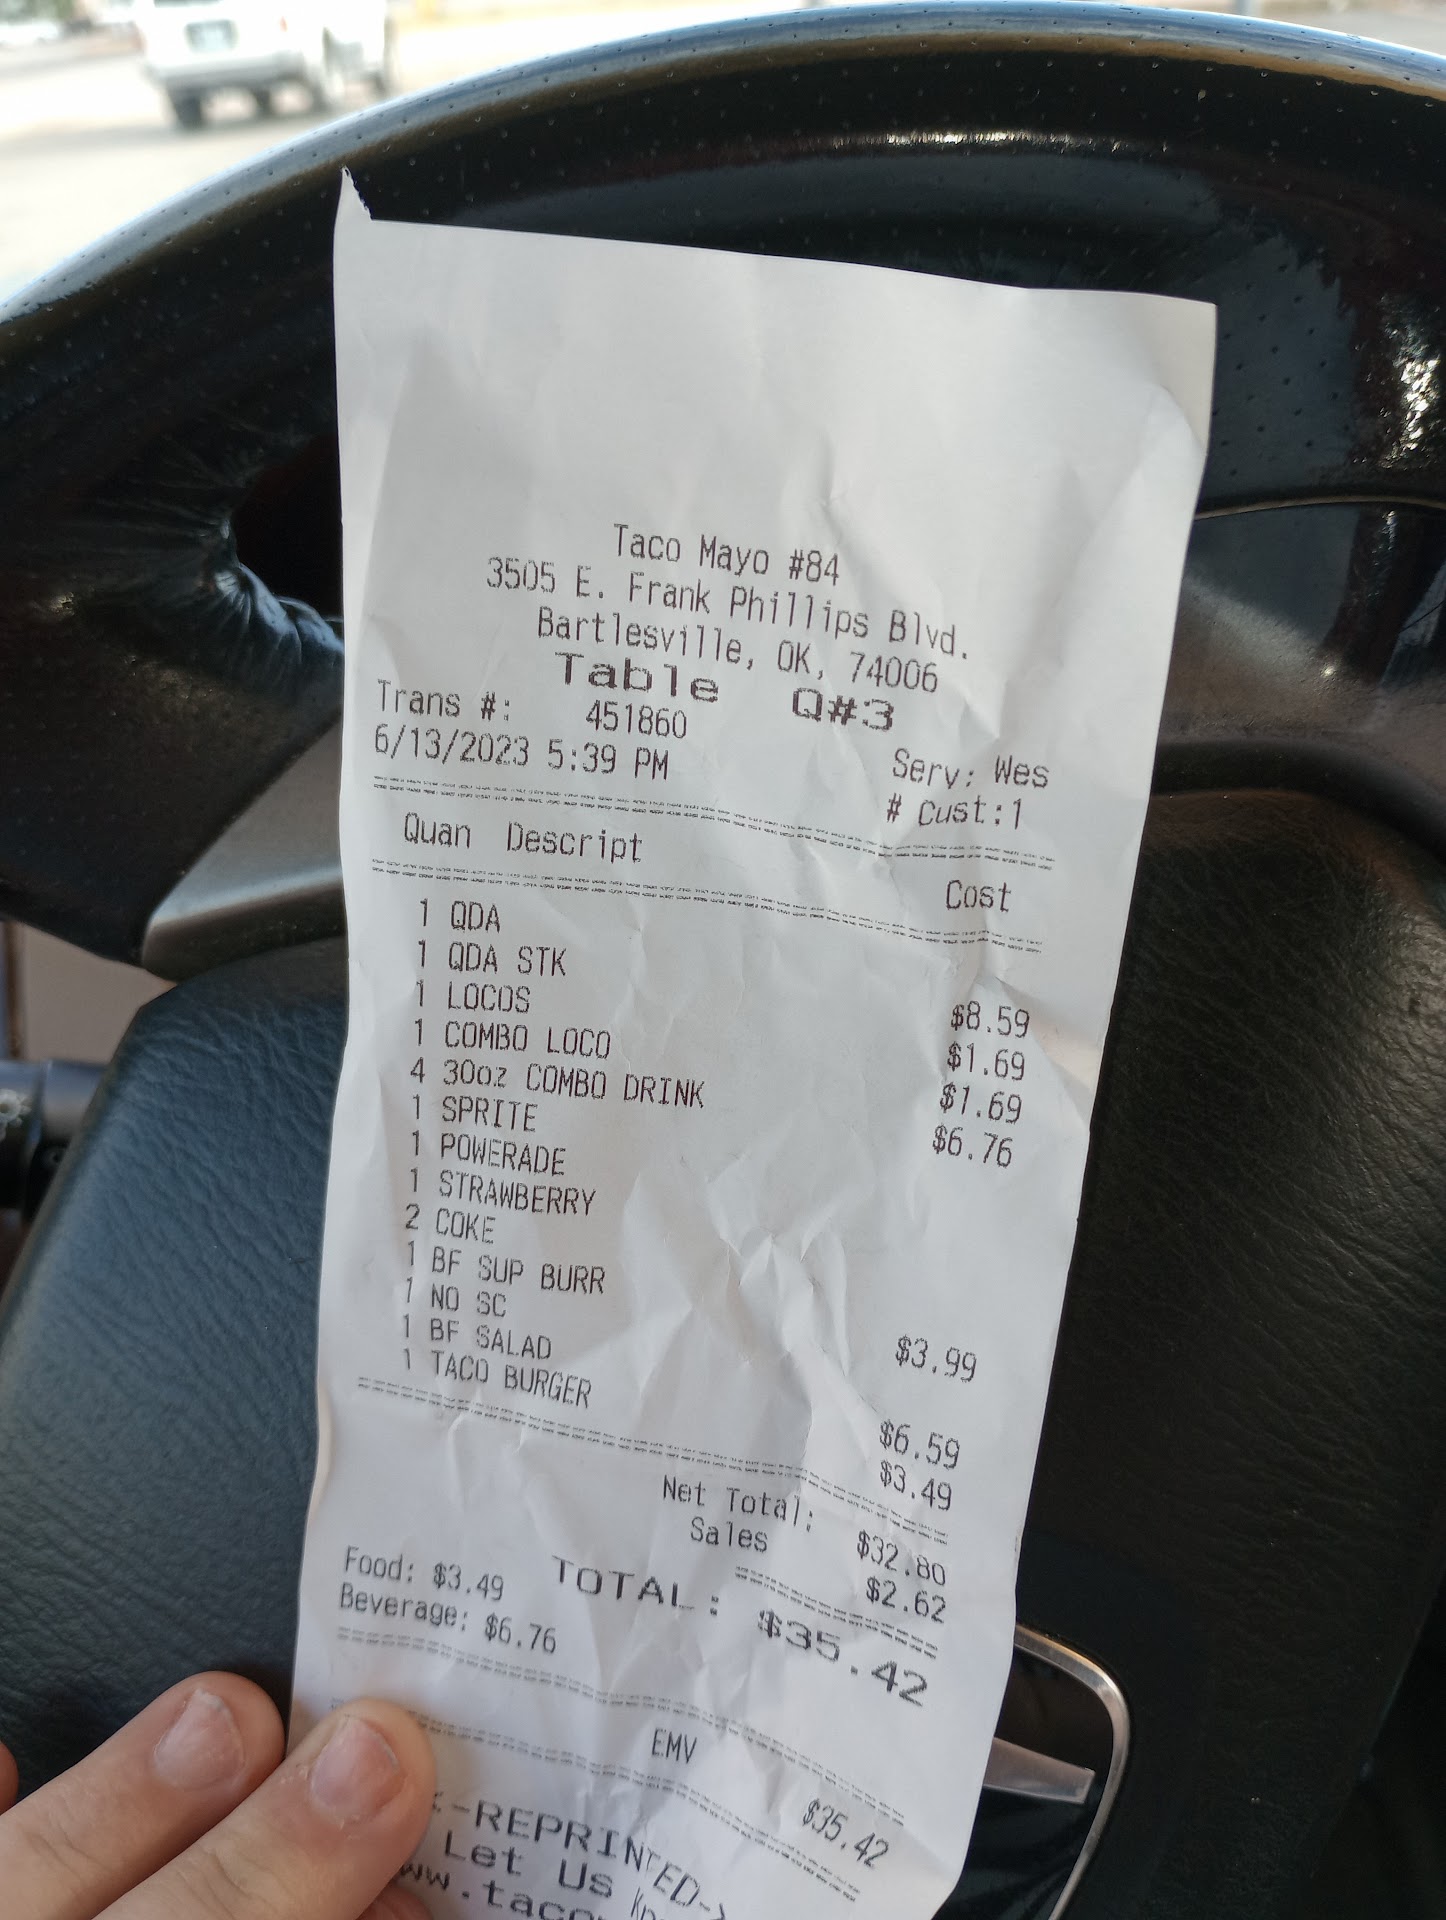 Taco Mayo #84
3505 E. Frank Phillips Blvd.
Bartlesville, OK, 74006
Table Q#3
Trans #: 451860 Serv: Wes
6/13/2023 5:39 PM # Cust:1
Quan Descript Cost
1 QDA $8.59
1 QDA STK $1.69
1 LOCOS $1.69
1 COMBO LOCO $6.76
4 30oz COMBO DRINK
1 SPRITE
1 POWERADE
1 STRAWBERRY
2 COKE
1 BF SUP BURR $3.99
1 NO SC
1 BF SALAD $6.59
1 TACO BURGER $3.49
Net Total: $32.80
Sales $2.62
TOTAL: $35.42
Food: $3.49
Beverage: $6.76
EMV $35.42
-REPRINTED->
Let Us